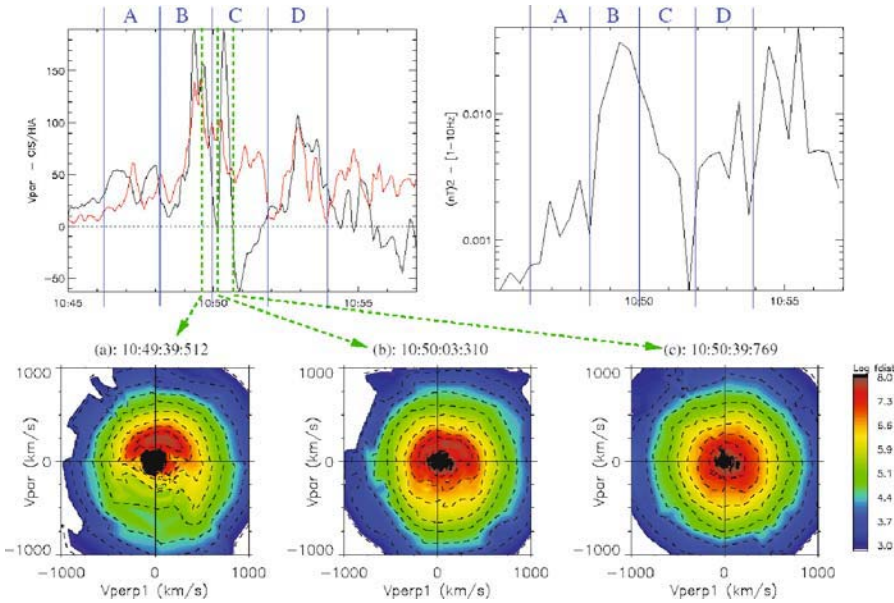 A B C D
A B C D
Vpar - CIS/HIA
150
100
50
0
-50
10:45 10:50 10:55
(nT)2 - [1-10Hz]
0.010
0.001
10:50 10:55
(a): 10:49:39:512
(b): 10:50:03:310
(c): 10:50:39:769
Vpar (km/s)
1000
0
-1000
-1000 0 1000
Vperp1 (km/s)
Vpar (km/s)
1000
0
-1000
-1000 0 1000
Vperp1 (km/s)
Vpar (km/s)
1000
0
-1000
-1000 0 1000
Vperp1 (km/s)
Log fdist
8.0
7.3
6.6
5.9
5.2
4.4
3.7
3.0